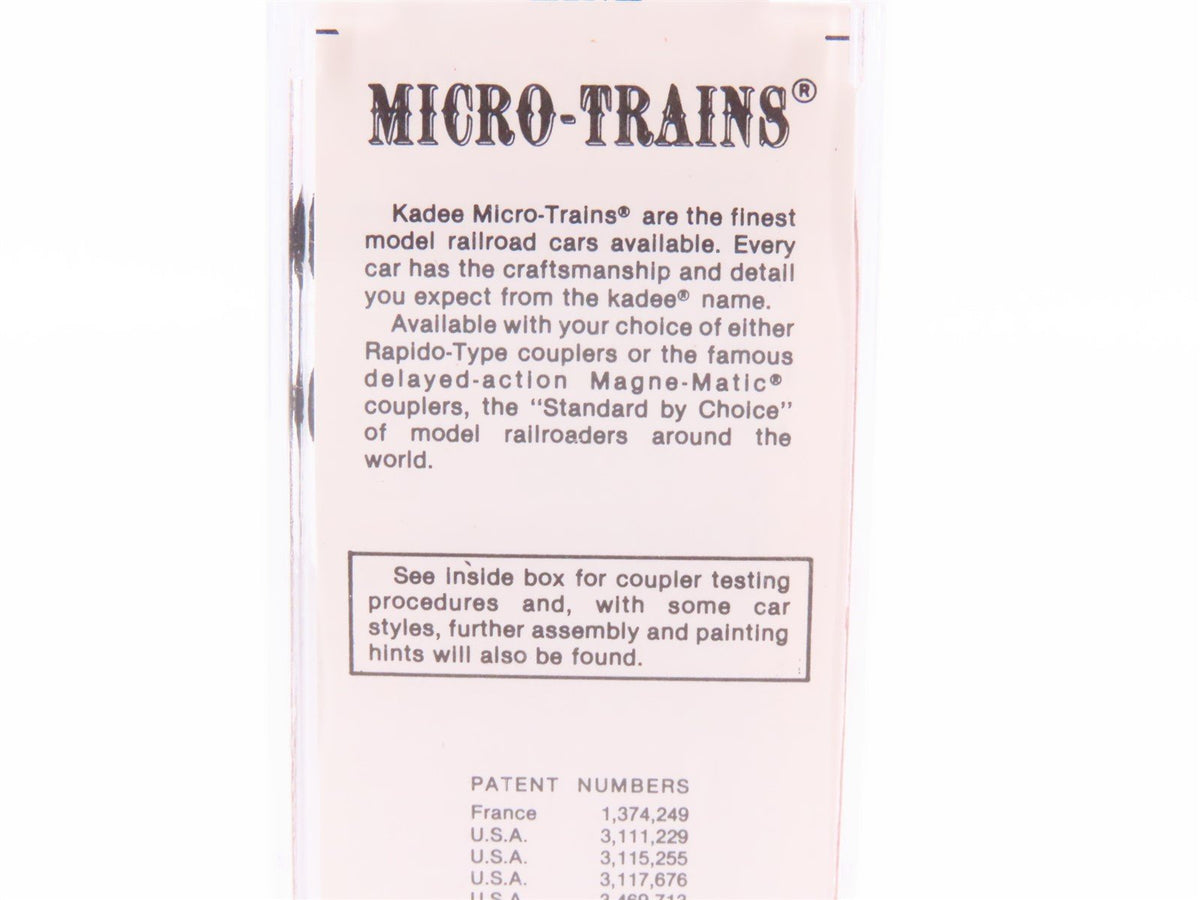 MICRO-TRAINS®
Kadee Micro-Trains® are the finest
model railroad cars available. Every
car has the craftsmanship and detail
you expect from the kadee® name.
Available with your choice of either
Rapido-Type couplers or the famous
delayed-action Magne-Matic®
couplers, the "Standard by Choice"
of model railroaders around the
world.
See inside box for coupler testing
procedures and, with some car
styles, further assembly and painting
hints will also be found.
PATENT NUMBERS
France 1,374,249
U.S.A. 3,111,229
U.S.A. 3,115,255
U.S.A. 3,117,676
U.S.A. 3,469,713